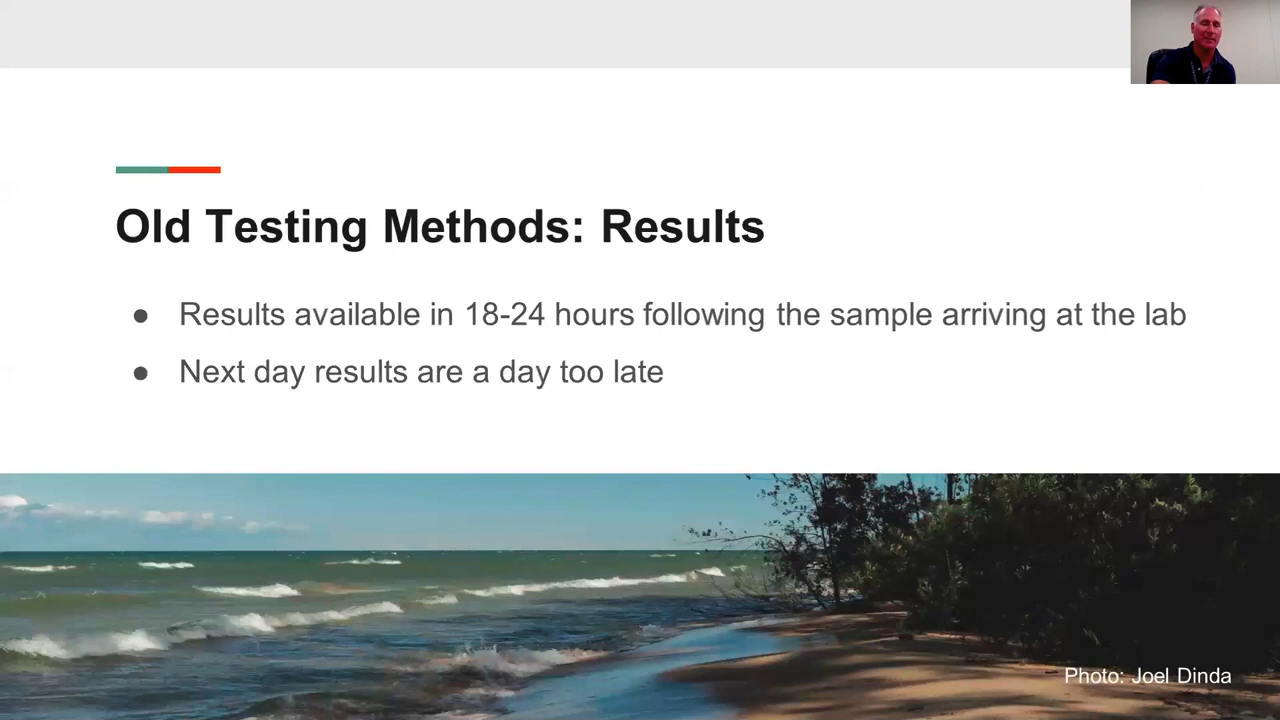 Old Testing Methods: Results
● Results available in 18-24 hours following the sample arriving at the lab
● Next day results are a day too late
Photo: Joel Dinda